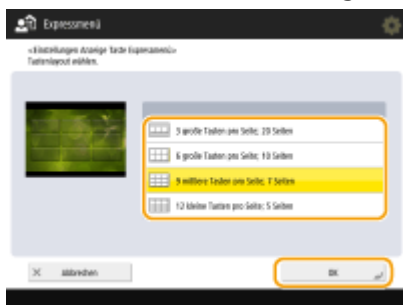 Expressmenü
<Einstellungen Anzeige Taste Expressmenü>
Tastenlayout wählen.
3 große Tasten pro Seite; 20 Seiten
6 große Tasten pro Seite; 10 Seiten
9 mittlere Tasten pro Seite; 7 Seiten
12 kleine Tasten pro Seite; 5 Seiten
Abbrechen
OK